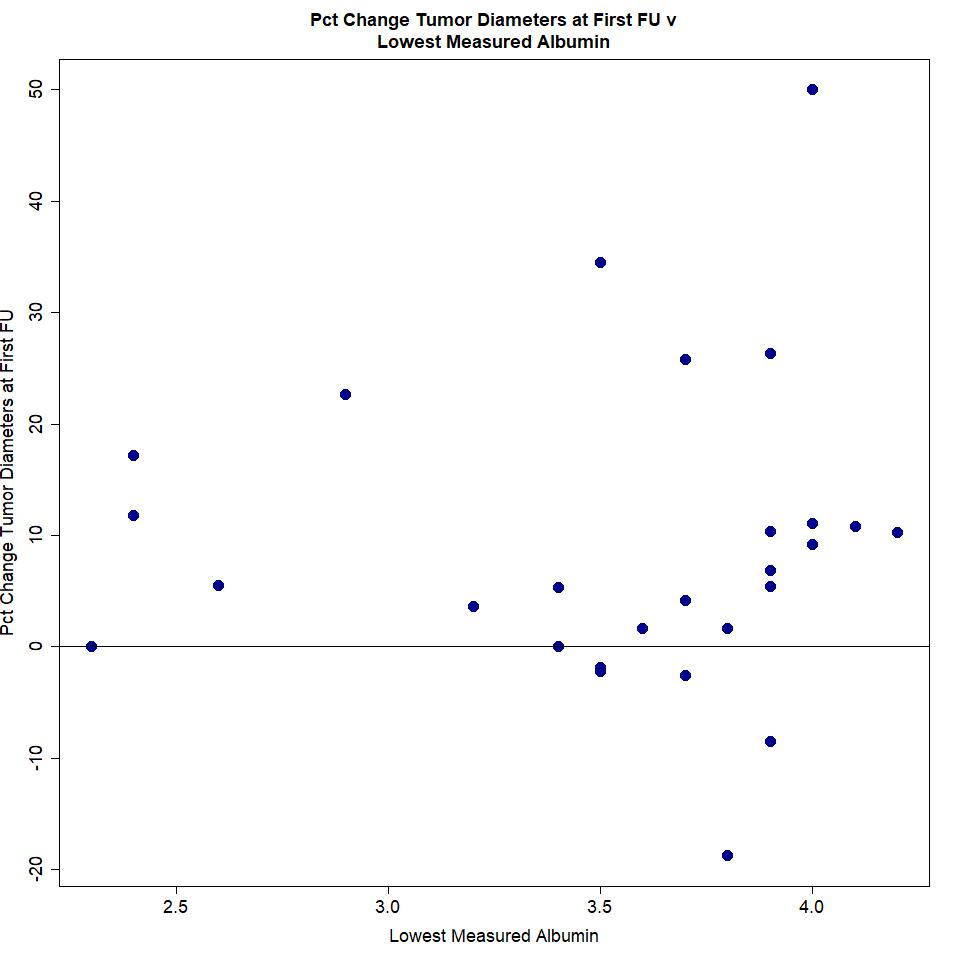 Pct Change Tumor Diameters at First FU v
Lowest Measured Albumin
Pct Change Tumor Diameters at First FU
50
40
30
20
10
0
-10
-20
2.5 3.0 3.5 4.0
Lowest Measured Albumin